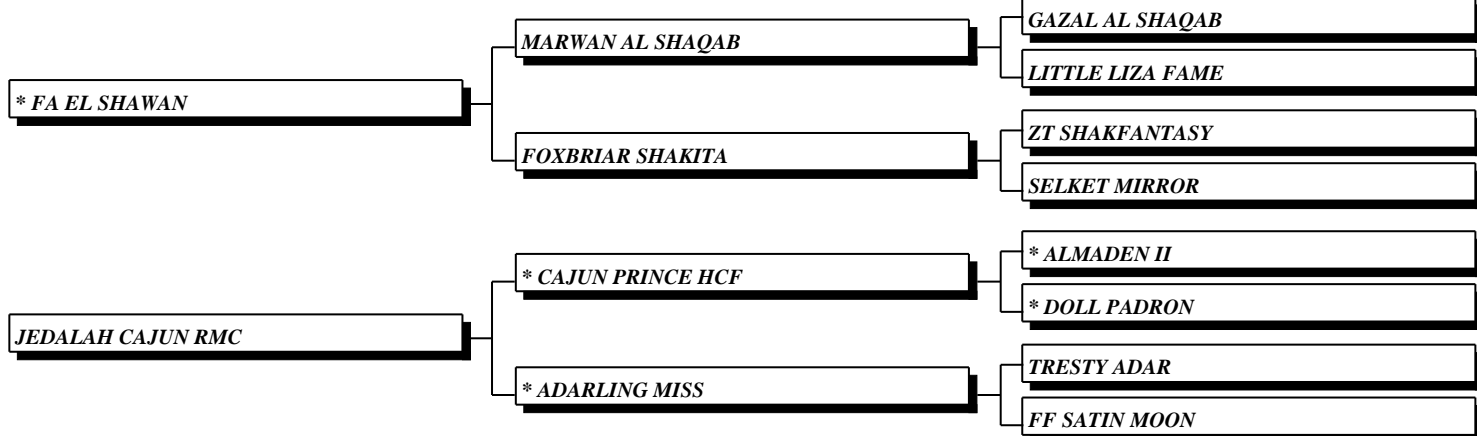 GAZAL AL SHAQAB
MARWAN AL SHAQAB
LITTLE LIZA FAME
* FA EL SHAWAN
ZT SHAKFANTASY
FOXBRIAR SHAKITA
SELKET MIRROR
* ALMADEN II
* CAJUN PRINCE HCF
* DOLL PADRON
JEDALAH CAJUN RMC
TRESTY ADAR
* ADARLING MISS
FF SATIN MOON